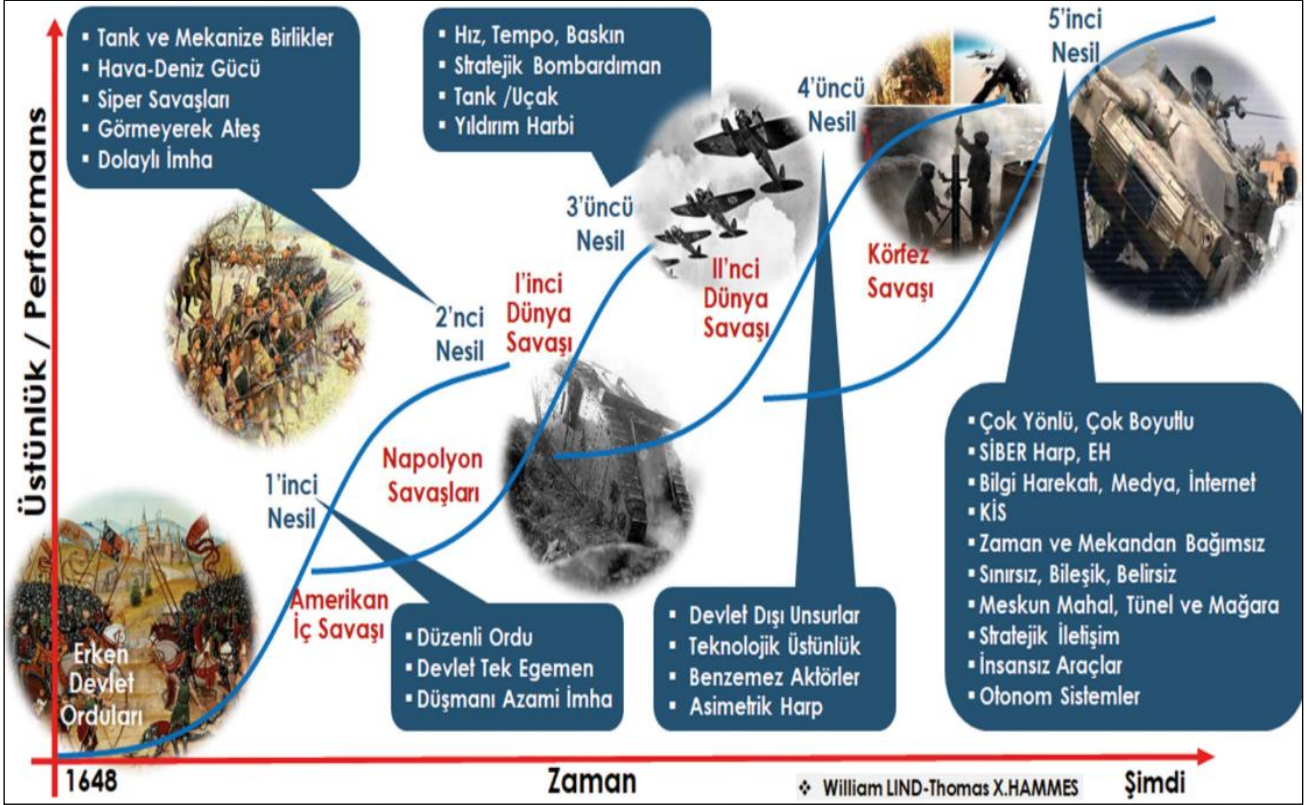 Üstünlük / Performans
▪ Tank ve Mekanize Birlikler
▪ Hava-Deniz Gücü
▪ Siper Savaşları
▪ Görmeyerek Ateş
▪ Dolaylı İmha
▪ Hız, Tempo, Baskın
▪ Stratejik Bombardıman
▪ Tank /Uçak
▪ Yıldırım Harbi
5'inci
Nesil
4'üncü
Nesil
3'üncü
Nesil
2'nci
Nesil
I'inci
Dünya
Savaşı
II'nci
Dünya
Savaşı
Körfez
Savaşı
1'inci
Nesil
Napolyon
Savaşları
Amerikan
İç Savaşı
Erken
Devlet
Orduları
▪ Düzenli Ordu
▪ Devlet Tek Egemen
▪ Düşmanı Azami İmha
▪ Devlet Dışı Unsurlar
▪ Teknolojik Üstünlük
▪ Benzemez Aktörler
▪ Asimetrik Harp
▪ Çok Yönlü, Çok Boyutlu
▪ SİBER Harp, EH
▪ Bilgi Harekatı, Medya, İnternet
▪ KİS
▪ Zaman ve Mekandan Bağımsız
▪ Sınırsız, Bileşik, Belirsiz
▪ Meskun Mahal, Tünel ve Mağara
▪ Stratejik İletişim
▪ İnsansız Araçlar
▪ Otonom Sistemler
1648
Zaman
❖ William LIND-Thomas X.HAMMES
Şimdi